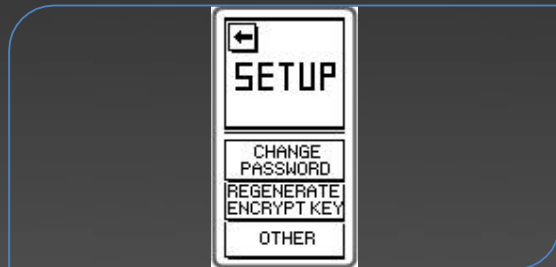 SETUP
CHANGE
PASSWORD
REGENERATE
ENCRYPT KEY
OTHER